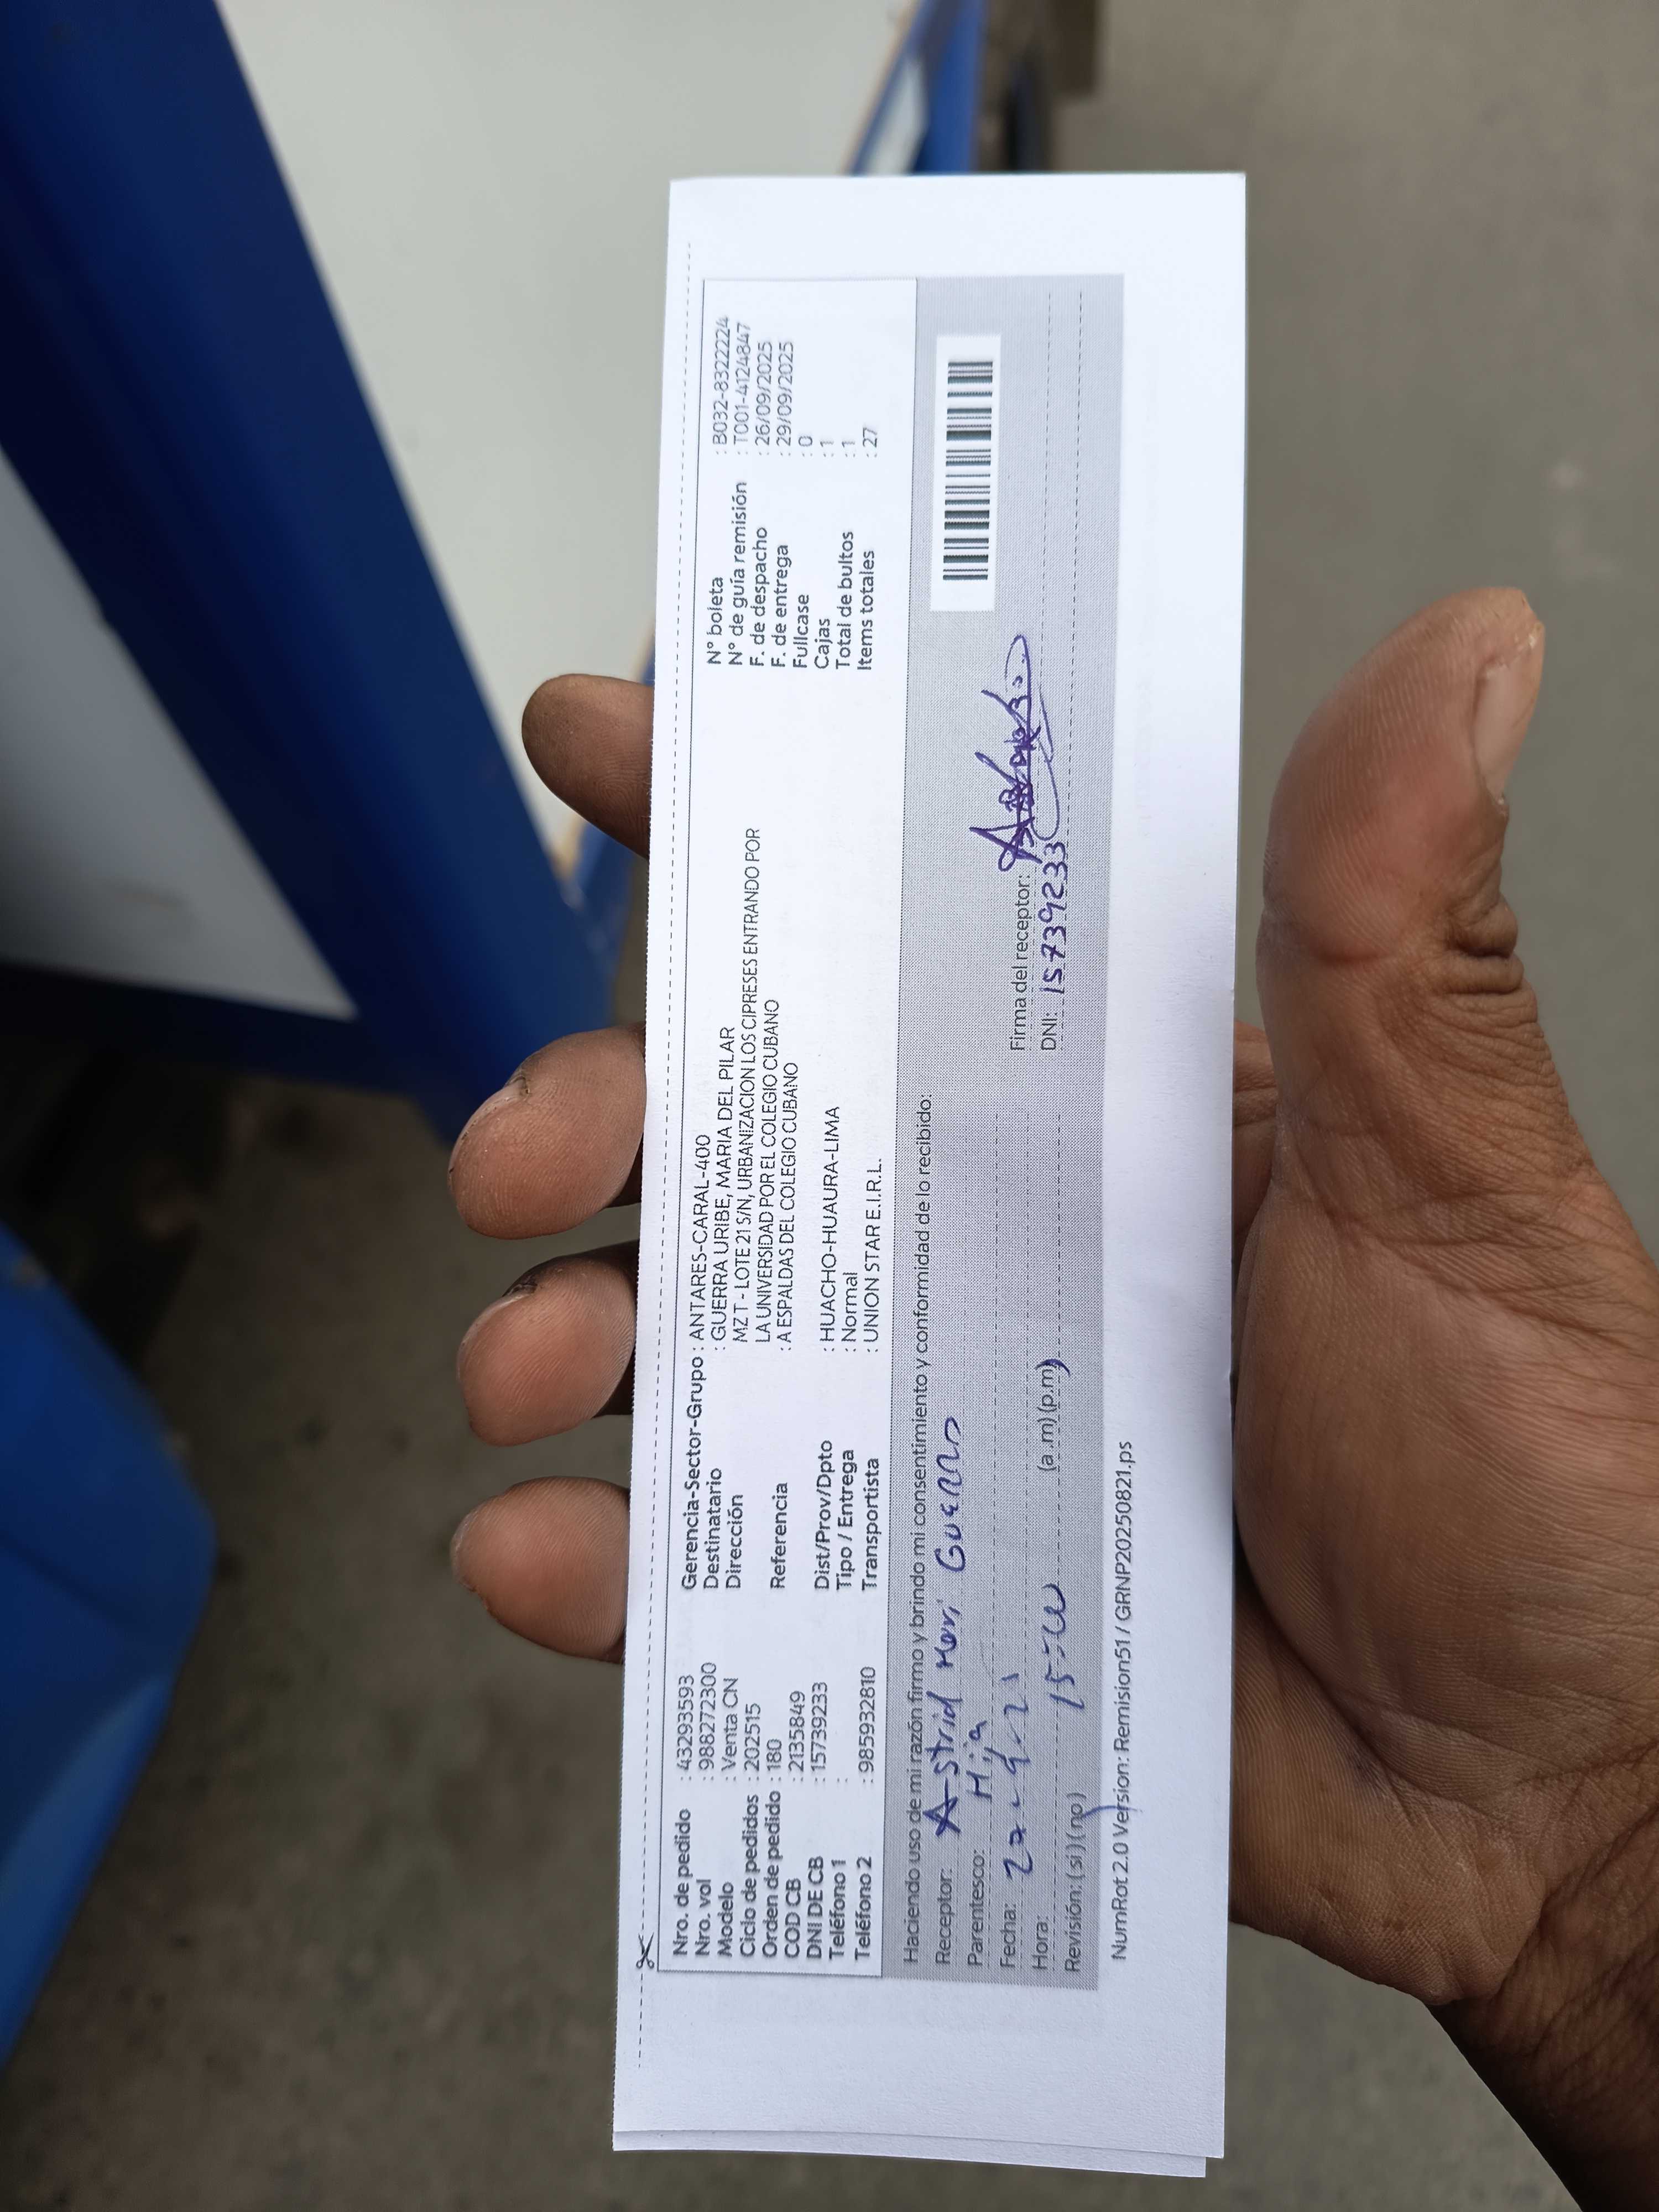 Nro. de pedido : 43293593
Nro. vol : 988272300
Modelo : Venta CN
Ciclo de pedidos : 202515
Orden de pedido : 180
COD CB : 2135849
DNI DE CB : 15739233
Teléfono 1 :
Teléfono 2 : 985932810
Gerencia-Sector-Grupo : ANTARES-CARAL-400
Destinatario : GUERRA URIBE, MARIA DEL PILAR
Dirección MZ T - LOTE 21 S/N, URBANIZACION LOS CIPRESES ENTRANDO POR
LA UNIVERSIDAD POR EL COLEGIO CUBANO
Referencia : A ESPALDAS DEL COLEGIO CUBANO
Dist/Prov/Dpto : HUACHO-HUAURA-LIMA
Tipo / Entrega : Normal
Transportista : UNION STAR E.I.R.L.
N° boleta : B032-8322224
N° de guía remisión : T001-4124847
F. de despacho : 26/09/2025
F. de entrega : 29/09/2025
Fullcase : 0
Cajas : 1
Total de bultos : 1
Items totales : 27
Haciendo uso de mi razón firmo y brindo mi consentimiento y conformidad de lo recibido:
Receptor: Astrid
Parentesco: Hija
Fecha:
Hora: (a.m) (p.m)
Revisión: (si) (no)
Firma del receptor:
DNI: 15739233
NumRot 2.0 Version: Remision51 / GRNP20250821.ps